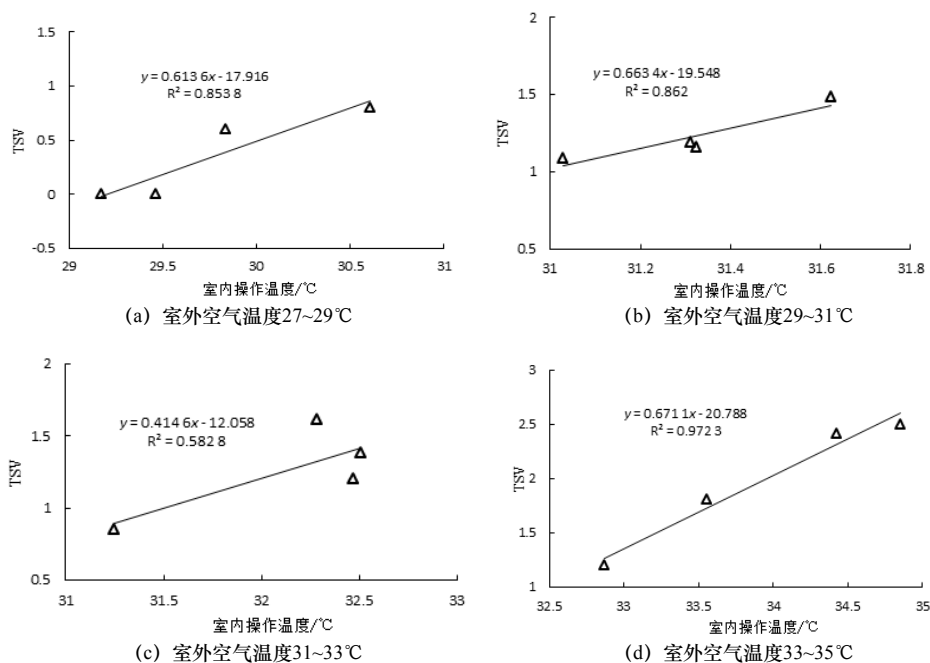 1.5
1
0.5
0
-0.5
TSV
y = 0.613 6x - 17.916
R² = 0.853 8
29
29.5
30
30.5
31
室内操作温度/℃
(a) 室外空气温度27~29℃
2
1.5
1
0.5
TSV
y = 0.663 4x - 19.548
R² = 0.862
31
31.2
31.4
31.6
31.8
室内操作温度/℃
(b) 室外空气温度29~31℃
2
1.5
1
0.5
TSV
y = 0.414 6x - 12.058
R² = 0.582 8
31
31.5
32
32.5
33
室内操作温度/℃
(c) 室外空气温度31~33℃
3
2.5
2
1.5
1
TSV
y = 0.671 1x - 20.788
R² = 0.972 3
32.5
33
33.5
34
34.5
35
室内操作温度/℃
(d) 室外空气温度33~35℃